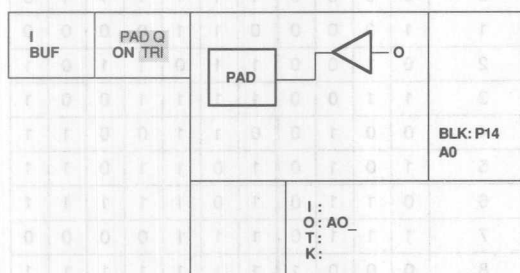 I
BUF
PAD Q
ON TRI
PAD
O
BLK: P14
A0
I :
O : AO_
T :
K :